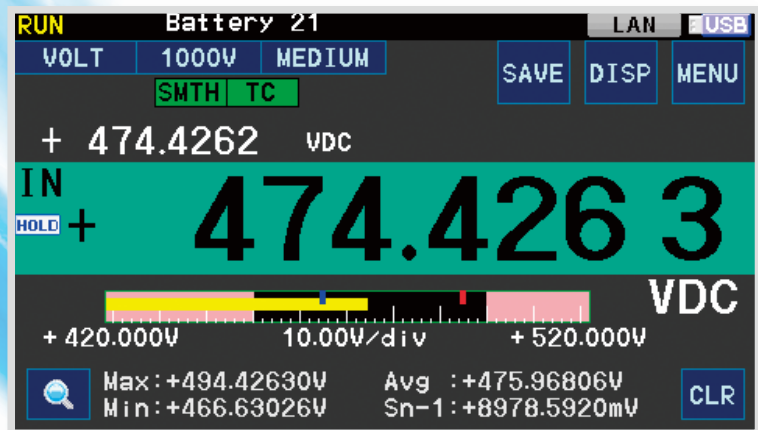 RUN Battery 21 LAN USB
VOLT 1000V MEDIUM SAVE DISP MENU
SMTH TC
+ 474.4262 VDC
IN
HOLD + 474.426 3
VDC
+ 420.000V 10.00V/div + 520.000V
Max:+494.42630V Avg :+475.96806V
Min:+466.63026V Sn-1:+8978.5920mV
CLR